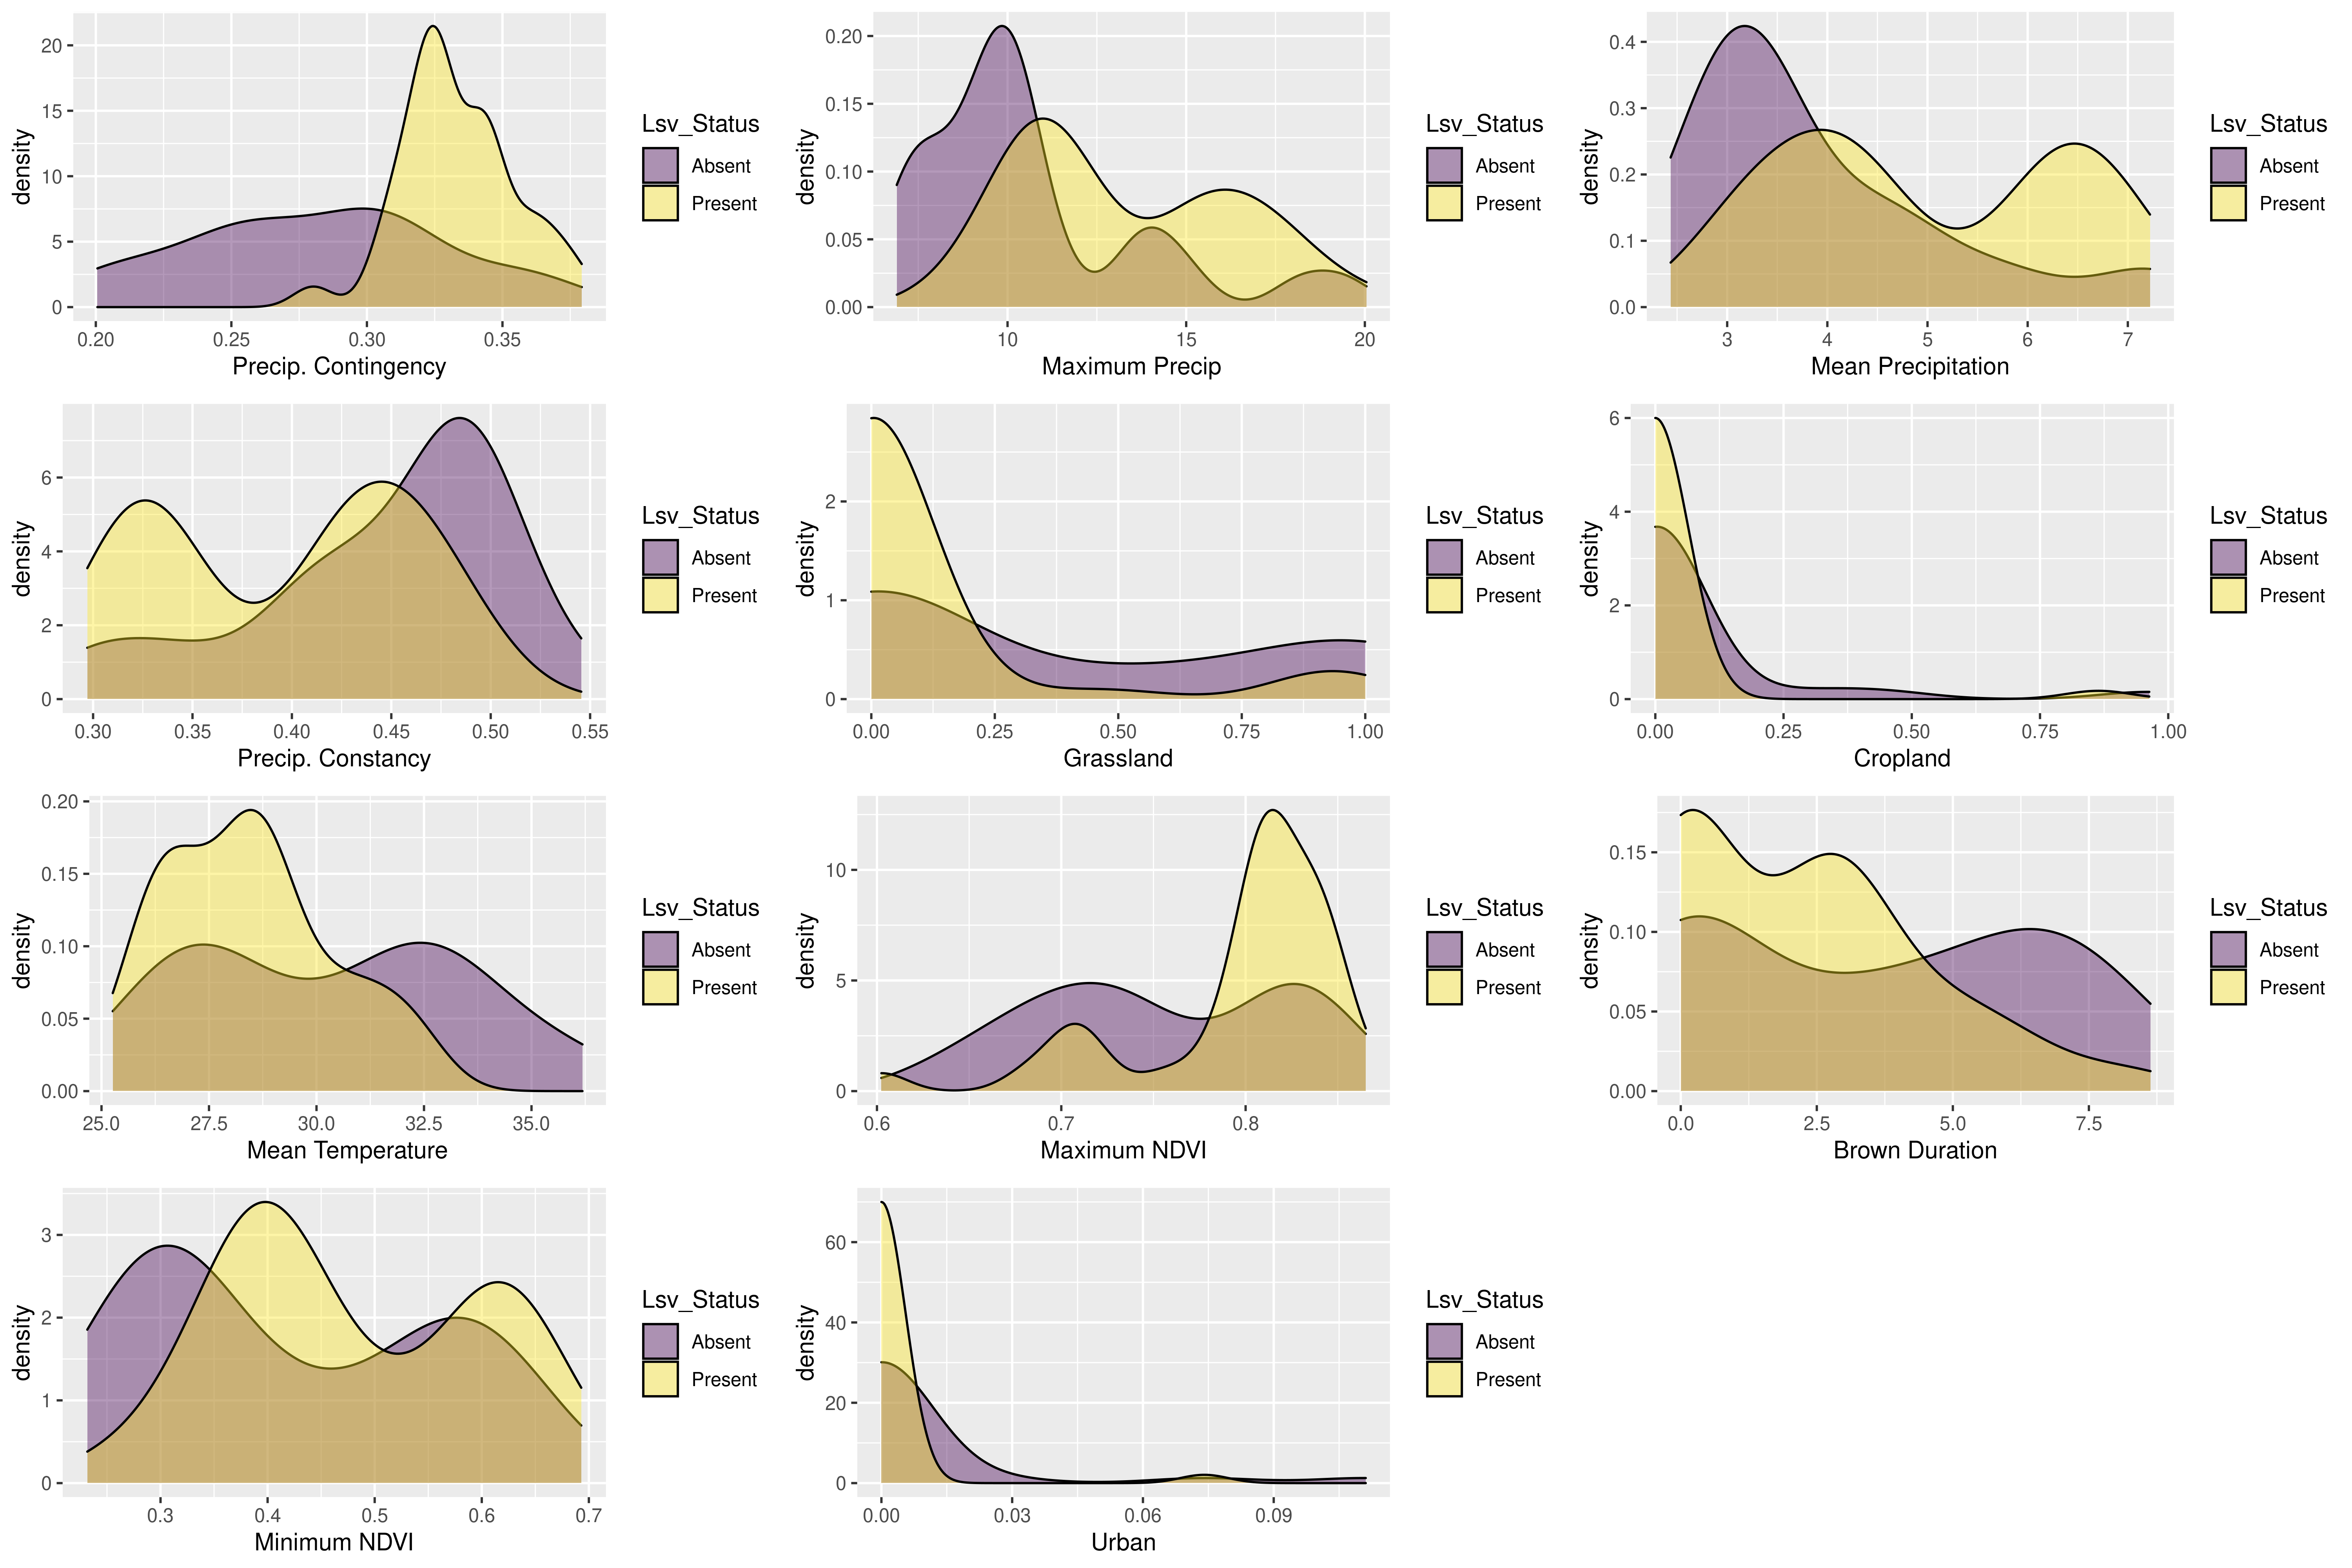 density
20
15
10
5
0
0.20
0.25
0.30
0.35
Precip. Contingency
Lsv_Status
Absent
Present
density
0.20
0.15
0.10
0.05
0.00
10
15
20
Maximum Precip
Lsv_Status
Absent
Present
density
0.4
0.3
0.2
0.1
0.0
3
4
5
6
7
Mean Precipitation
Lsv_Status
Absent
Present
density
6
4
2
0
0.30
0.35
0.40
0.45
0.50
0.55
Precip. Constancy
Lsv_Status
Absent
Present
density
2
1
0
0.00
0.25
0.50
0.75
1.00
Grassland
Lsv_Status
Absent
Present
density
6
4
2
0
0.00
0.25
0.50
0.75
1.00
Cropland
Lsv_Status
Absent
Present
density
0.20
0.15
0.10
0.05
0.00
25.0
27.5
30.0
32.5
35.0
Mean Temperature
Lsv_Status
Absent
Present
density
10
5
0
0.6
0.7
0.8
Maximum NDVI
Lsv_Status
Absent
Present
density
0.15
0.10
0.05
0.00
0.0
2.5
5.0
7.5
Brown Duration
Lsv_Status
Absent
Present
density
3
2
1
0
0.3
0.4
0.5
0.6
0.7
Minimum NDVI
Lsv_Status
Absent
Present
density
60
40
20
0
0.00
0.03
0.06
0.09
Urban
Lsv_Status
Absent
Present